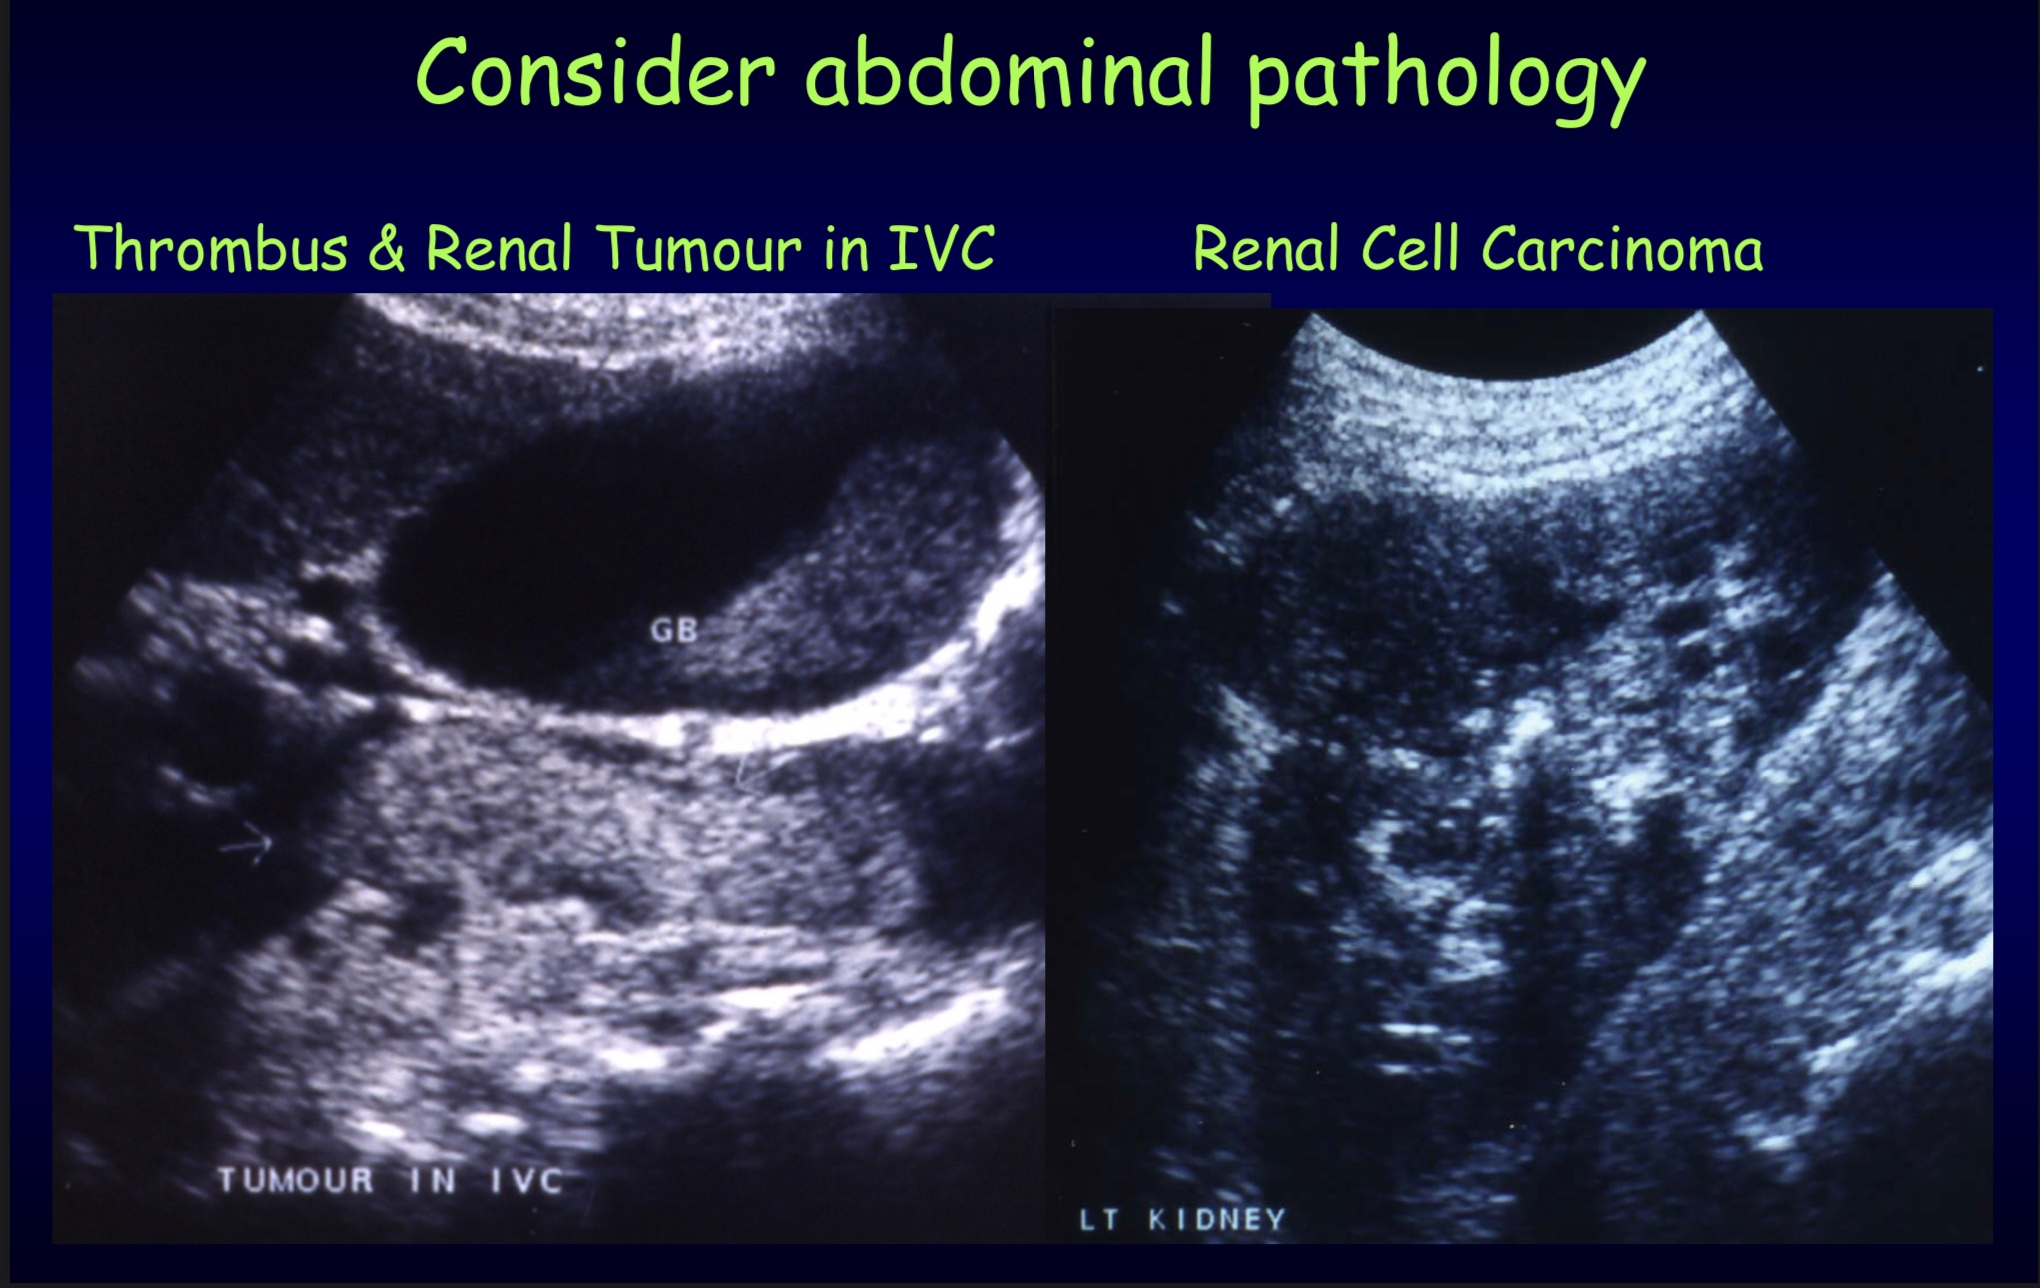 Consider abdominal pathology
Thrombus & Renal Tumour in IVC
Renal Cell Carcinoma
GB
TUMOUR IN IVC
LT KIDNEY